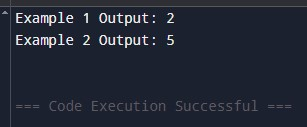 Example 1 Output: 2
Example 2 Output: 5
=== Code Execution Successful ===